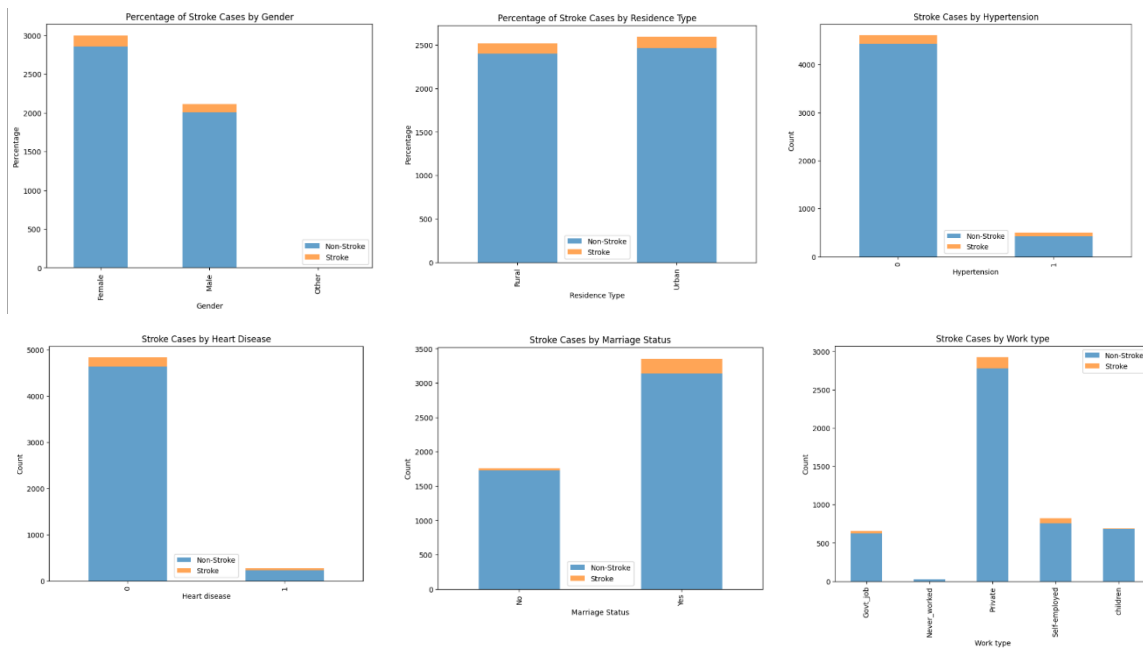 Percentage of Stroke Cases by Gender
3000
2500
2000
1500
1000
500
0
Percentage
Non-Stroke
Stroke
Female
Male
Other
Gender
Percentage of Stroke Cases by Residence Type
2500
2000
1500
1000
500
0
Percentage
Non-Stroke
Stroke
Rural
Urban
Residence Type
Stroke Cases by Hypertension
4000
3000
2000
1000
0
Count
Non-Stroke
Stroke
0
1
Hypertension
Stroke Cases by Heart Disease
5000
4000
3000
2000
1000
0
Count
Non-Stroke
Stroke
0
1
Heart disease
Stroke Cases by Marriage Status
3500
3000
2500
2000
1500
1000
500
0
Count
Non-Stroke
Stroke
No
Yes
Marriage Status
Stroke Cases by Work type
3000
2500
2000
1500
1000
500
0
Count
Non-Stroke
Stroke
Govt_job
Never_worked
Private
Self-employed
children
Work type